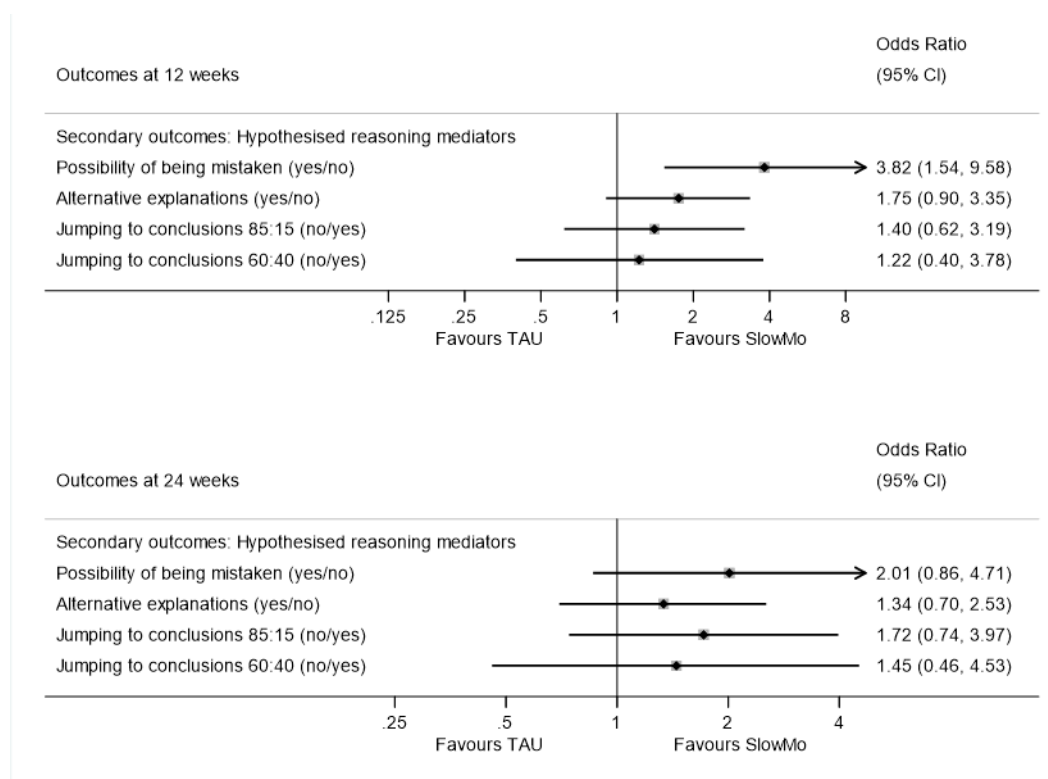 Odds Ratio
Outcomes at 12 weeks (95% CI)
Secondary outcomes: Hypothesised reasoning mediators
Possibility of being mistaken (yes/no) 3.82 (1.54, 9.58)
Alternative explanations (yes/no) 1.75 (0.90, 3.35)
Jumping to conclusions 85:15 (no/yes) 1.40 (0.62, 3.19)
Jumping to conclusions 60:40 (no/yes) 1.22 (0.40, 3.78)
.125 .25 .5 1 2 4 8
Favours TAU Favours SlowMo
Odds Ratio
Outcomes at 24 weeks (95% CI)
Secondary outcomes: Hypothesised reasoning mediators
Possibility of being mistaken (yes/no) 2.01 (0.86, 4.71)
Alternative explanations (yes/no) 1.34 (0.70, 2.53)
Jumping to conclusions 85:15 (no/yes) 1.72 (0.74, 3.97)
Jumping to conclusions 60:40 (no/yes) 1.45 (0.46, 4.53)
.25 .5 1 2 4
Favours TAU Favours SlowMo